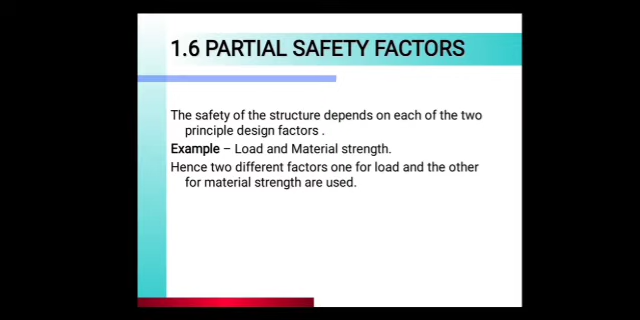 1.6 PARTIAL SAFETY FACTORS
The safety of the structure depends on each of the two
principle design factors .
Example – Load and Material strength.
Hence two different factors one for load and the other
for material strength are used.